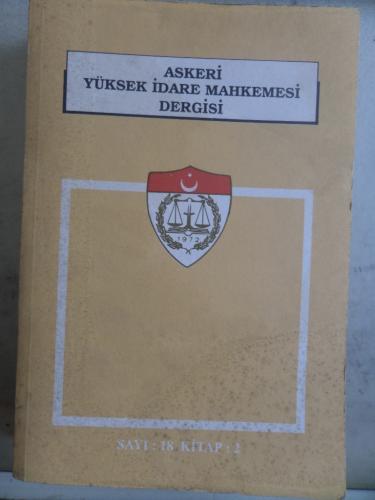 ASKERİ
YÜKSEK İDARE MAHKEMESİ
DERGİSİ
1972
SAYI : 18 KİTAP : 2